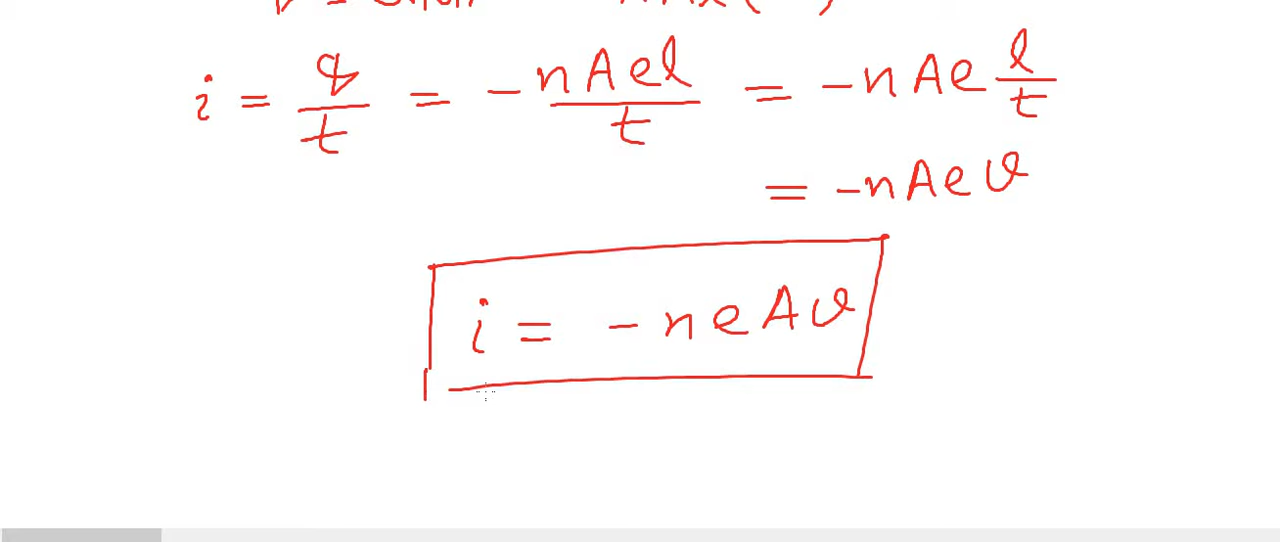 i = q/t = -nAel/t = -nAe l/t
= -nAev
i = -neAv